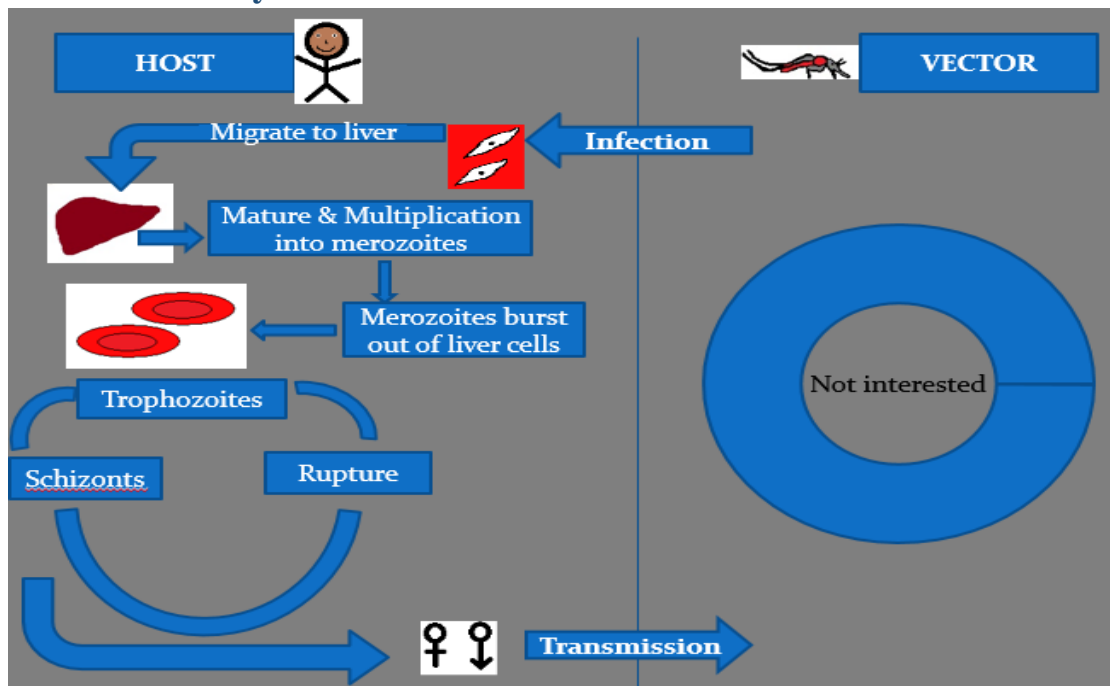 HOST
VECTOR
Migrate to liver
Infection
Mature & Multiplication
into merozoites
Merozoites burst
out of liver cells
Trophozoites
Not interested
Schizonts
Rupture
Transmission